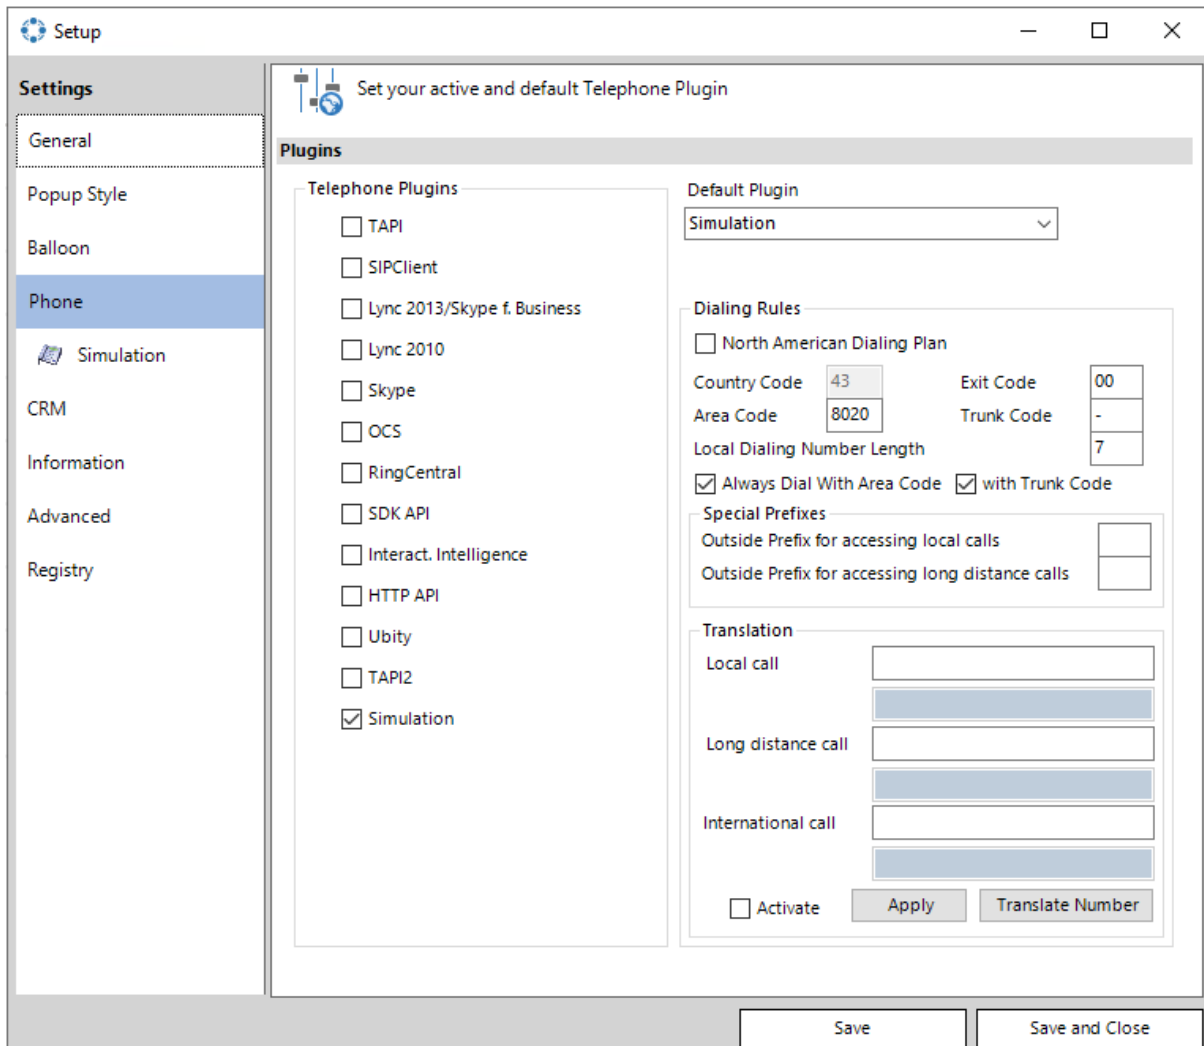 Setup
Settings
General
Popup Style
Balloon
Phone
Simulation
CRM
Information
Advanced
Registry
Set your active and default Telephone Plugin
Plugins
Telephone Plugins
TAPI
SIPClient
Lync 2013/Skype f. Business
Lync 2010
Skype
OCS
RingCentral
SDK API
Interact. Intelligence
HTTP API
Ubity
TAPI2
Simulation
Default Plugin
Simulation
Dialing Rules
North American Dialing Plan
Country Code 43 Exit Code 00
Area Code 8020 Trunk Code -
Local Dialing Number Length 7
Always Dial With Area Code with Trunk Code
Special Prefixes
Outside Prefix for accessing local calls
Outside Prefix for accessing long distance calls
Translation
Local call
Long distance call
International call
Activate Apply Translate Number
Save Save and Close